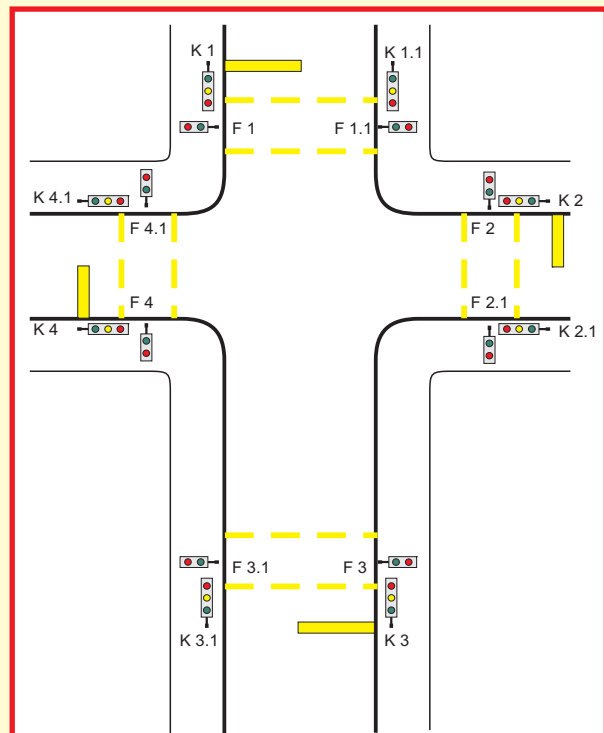 K 1
K 1.1
F 1
F 1.1
K 4.1
K 2
F 4.1
F 2
F 4
F 2.1
K 4
K 2.1
F 3.1
F 3
K 3.1
K 3